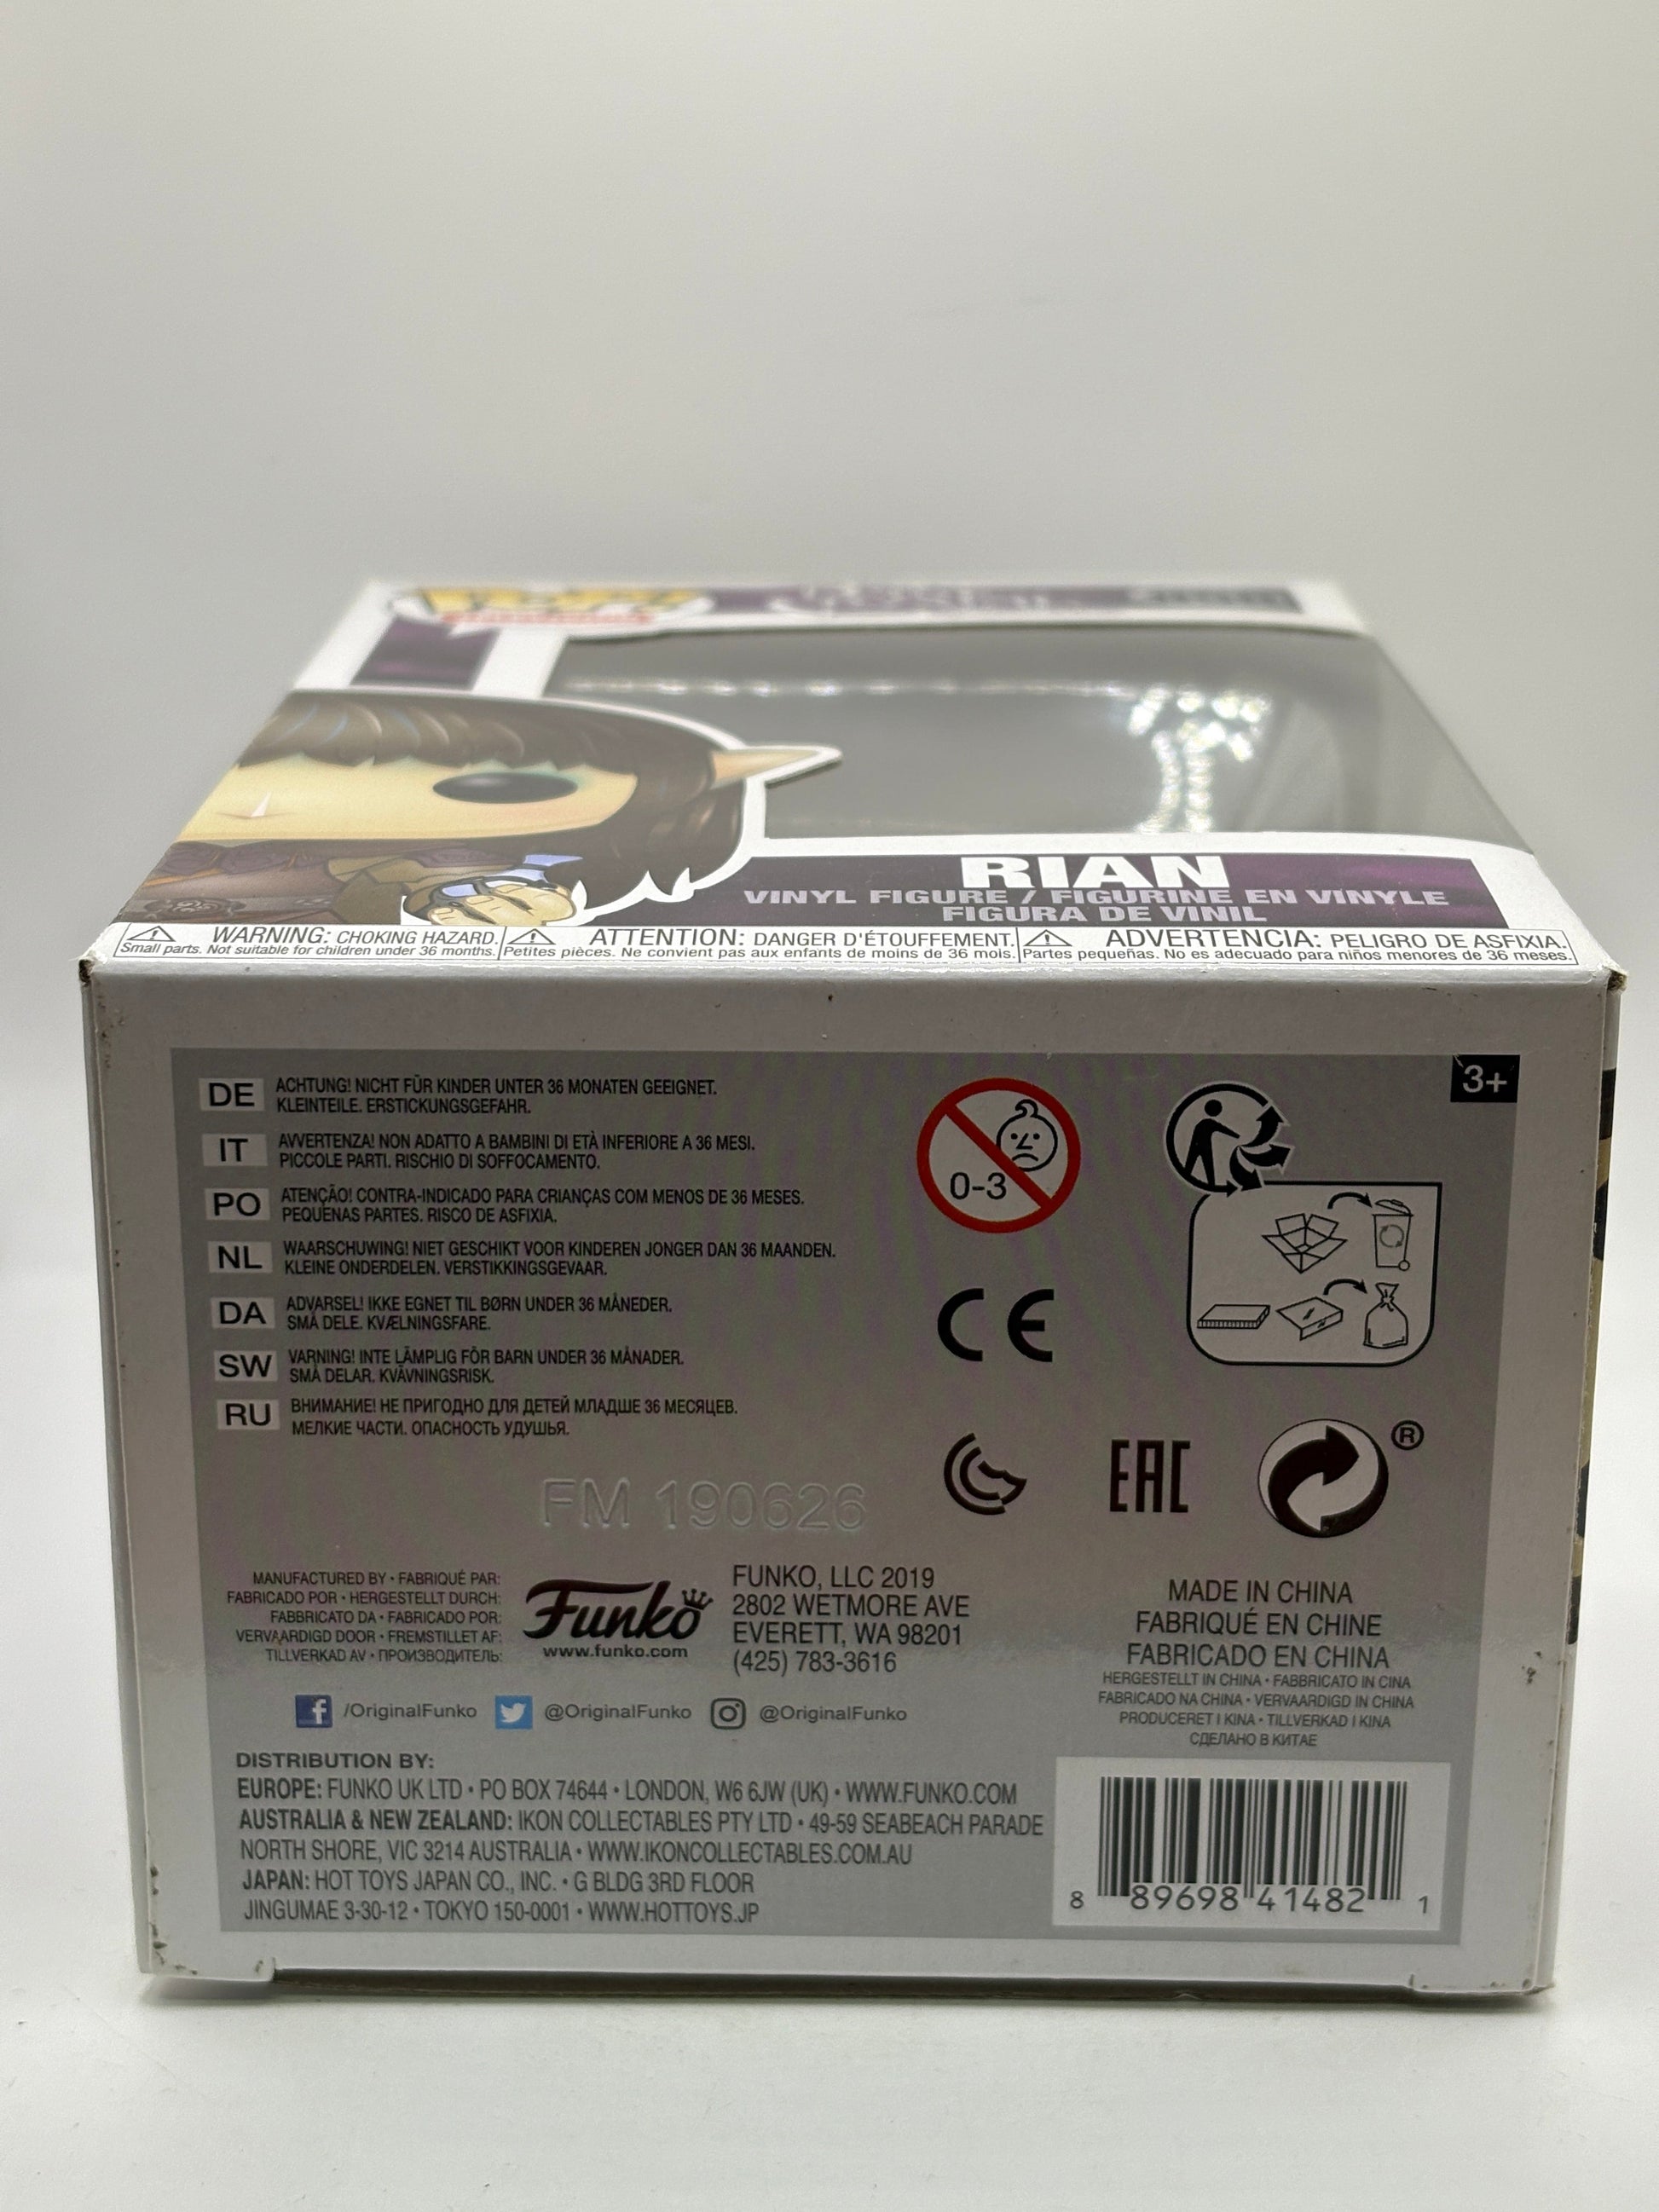 RIAN
VINYL FIGURE / FIGURINE EN VINYLE
FIGURA DE VINIL
WARNING: CHOKING HAZARD.
Small parts. Not suitable for children under 36 months.
ATTENTION: DANGER D'ÉTOUFFEMENT.
Petites pièces. Ne convient pas aux enfants de moins de 36 mois.
ADVERTENCIA: PELIGRO DE ASFIXIA.
Partes pequeñas. No es adecuado para niños menores de 36 meses.
3+
DE ACHTUNG! NICHT FÜR KINDER UNTER 36 MONATEN GEEIGNET.
KLEINTEILE. ERSTICKUNGSGEFAHR.
IT AVVERTENZA! NON ADATTO A BAMBINI DI ETÀ INFERIORE A 36 MESI.
PICCOLE PARTI. RISCHIO DI SOFFOCAMENTO.
PO ATENÇÃO! CONTRA-INDICADO PARA CRIANÇAS COM MENOS DE 36 MESES.
PEQUENAS PARTES. RISCO DE ASFIXIA.
NL WAARSCHUWING! NIET GESCHIKT VOOR KINDEREN JONGER DAN 36 MAANDEN.
KLEINE ONDERDELEN. VERSTIKKINGSGEVAAR.
DA ADVARSEL! IKKE EGNET TIL BØRN UNDER 36 MÅNEDER.
SMÅ DELE. KVÆLNINGSFARE.
SW VARNING! INTE LÄMPLIG FÖR BARN UNDER 36 MÅNADER.
SMÅ DELAR. KVÄVNINGSRISK.
RU ВНИМАНИЕ! НЕ ПРИГОДНО ДЛЯ ДЕТЕЙ МЛАДШЕ 36 МЕСЯЦЕВ.
МЕЛКИЕ ЧАСТИ. ОПАСНОСТЬ УДУШЬЯ.
0-3
CE
EAC
®
FM 190626
MANUFACTURED BY • FABRIQUÉ PAR:
FABRICADO POR • HERGESTELLT DURCH:
FABBRICATO DA • FABRICADO POR:
VERVAARDIGD DOOR • FREMSTILLET AF:
TILLVERKAD AV • ПРОИЗВОДИТЕЛЬ:
Funko
www.funko.com
FUNKO, LLC 2019
2802 WETMORE AVE
EVERETT, WA 98201
(425) 783-3616
MADE IN CHINA
FABRIQUÉ EN CHINE
FABRICADO EN CHINA
HERGESTELLT IN CHINA • FABBRICATO IN CINA
FABRICADO NA CHINA • VERVAARDIGD IN CHINA
PRODUCERET I KINA • TILLVERKAD I KINA
СДЕЛАНО В КИТАЕ
/OriginalFunko @OriginalFunko @OriginalFunko
DISTRIBUTION BY:
EUROPE: FUNKO UK LTD • PO BOX 74644 • LONDON, W6 6JW (UK) • WWW.FUNKO.COM
AUSTRALIA & NEW ZEALAND: IKON COLLECTABLES PTY LTD • 49-59 SEABEACH PARADE
NORTH SHORE, VIC 3214 AUSTRALIA • WWW.IKONCOLLECTABLES.COM.AU
JAPAN: HOT TOYS JAPAN CO., INC. • G BLDG 3RD FLOOR
JINGUMAE 3-30-12 • TOKYO 150-0001 • WWW.HOTTOYS.JP
8 89698 41482 1